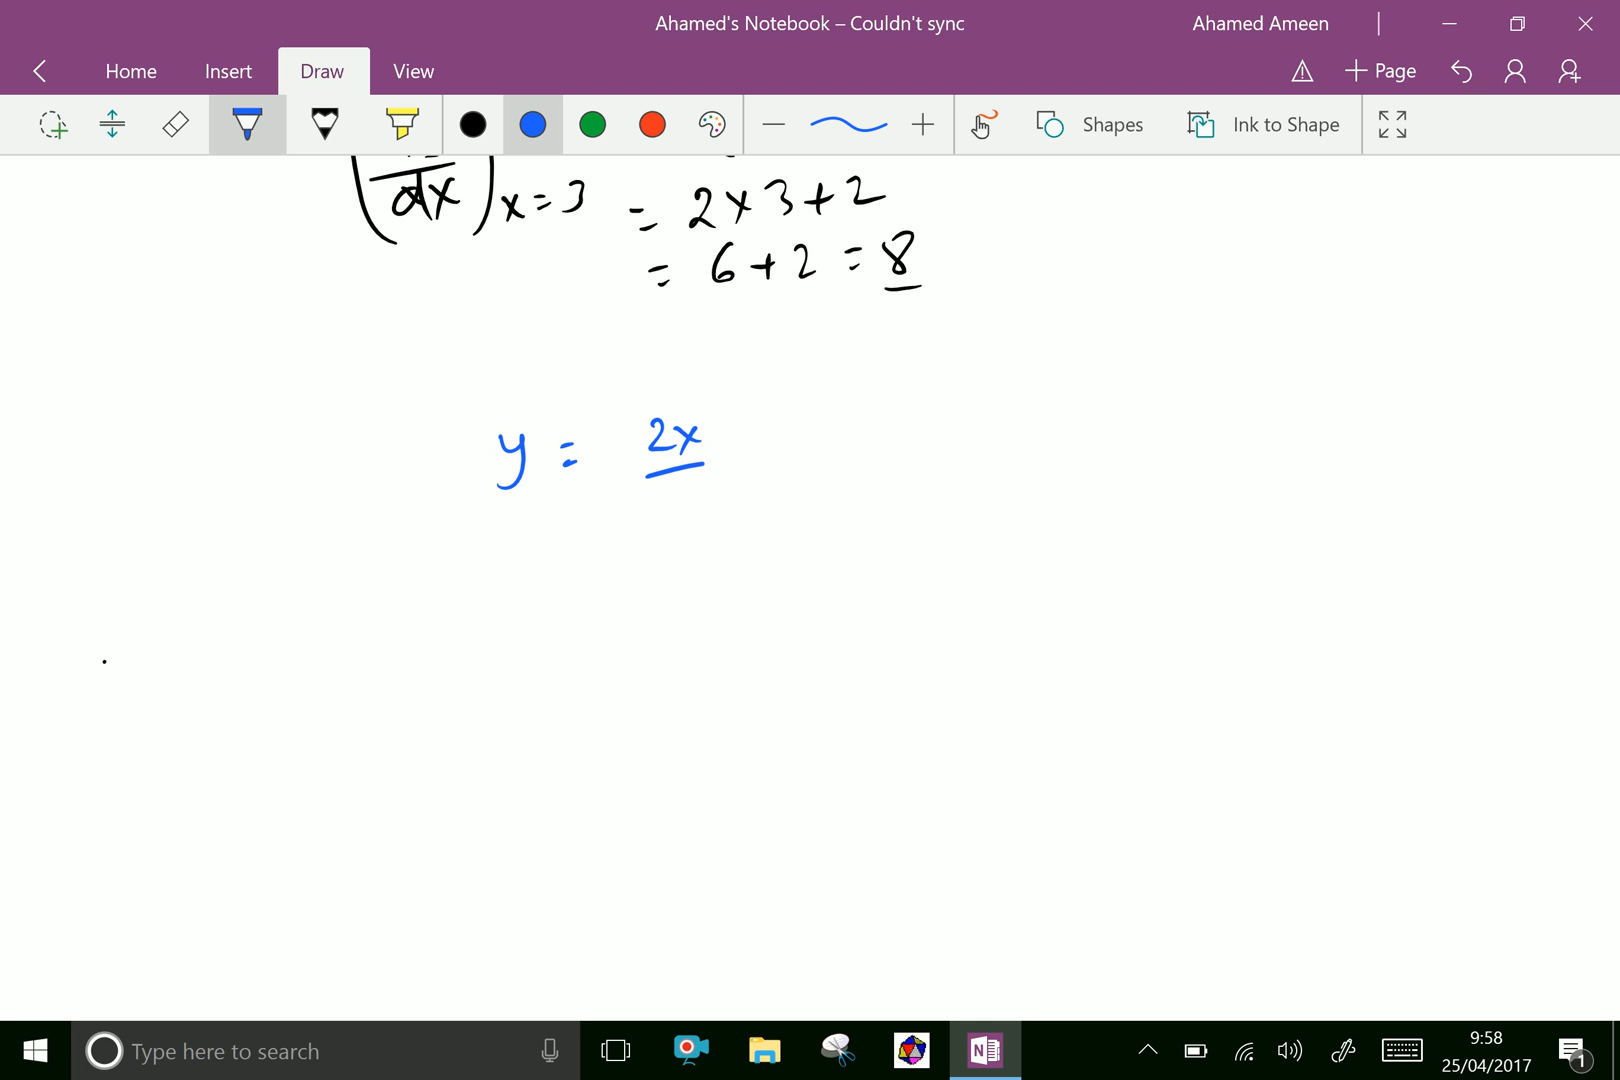 Ahamed's Notebook – Couldn't sync
Ahamed Ameen
Home Insert Draw View
Page
Shapes
Ink to Shape
dx x = 3 = 2 x 3 + 2
= 6 + 2 = 8
y = 2x
Type here to search
N
9:58
25/04/2017
1